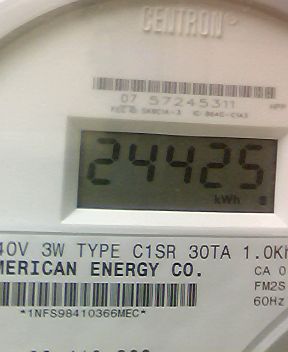 CENTRON
07 57245311
24425
kWh
40V 3W TYPE C1SR 30TA 1.0Kh
MERICAN ENERGY CO.
CA 0
FM2S
60Hz
*1NFS98410366MEC*